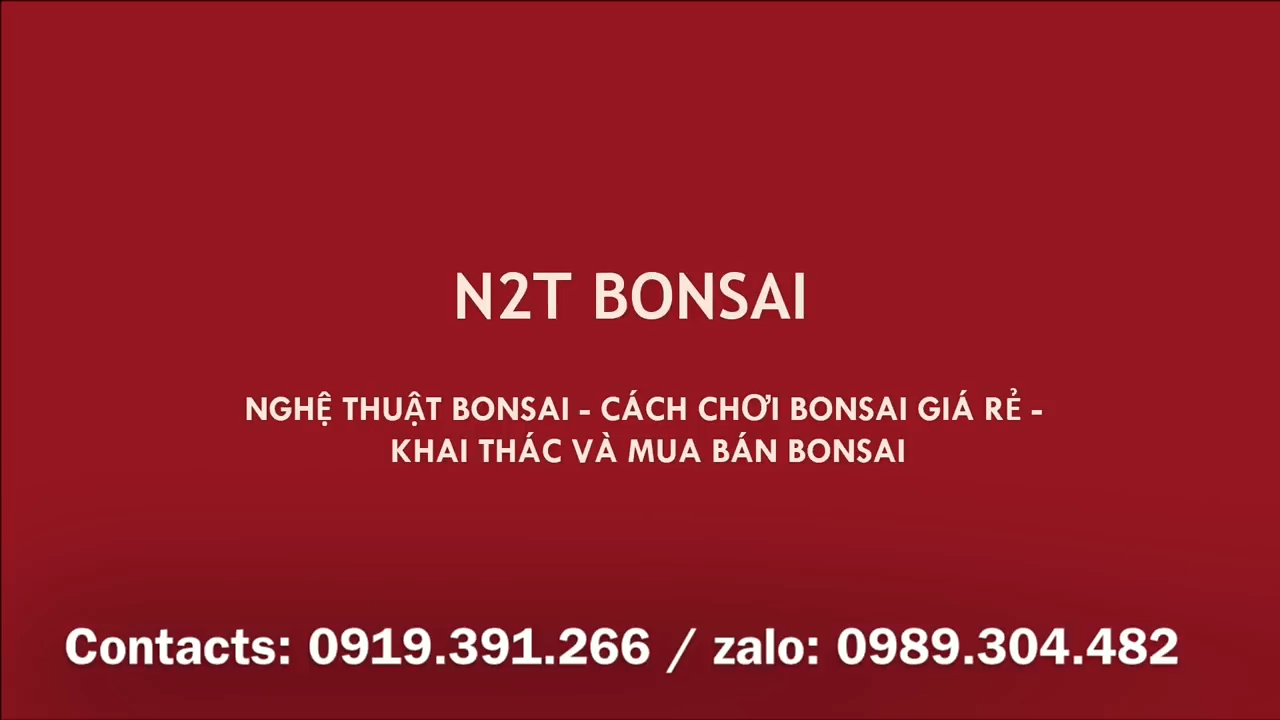 N2T BONSAI
NGHỆ THUẬT BONSAI - CÁCH CHƠI BONSAI GIÁ RẺ -
KHAI THÁC VÀ MUA BÁN BONSAI
Contacts: 0919.391.266 / zalo: 0989.304.482